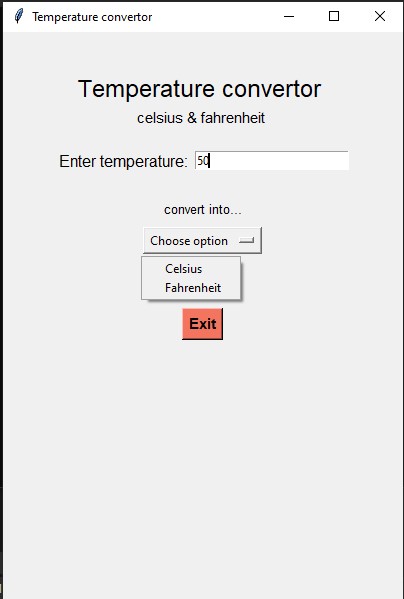 Temperature convertor
Temperature convertor
celsius & fahrenheit
Enter temperature: 50
convert into...
Choose option
Celsius
Fahrenheit
Exit